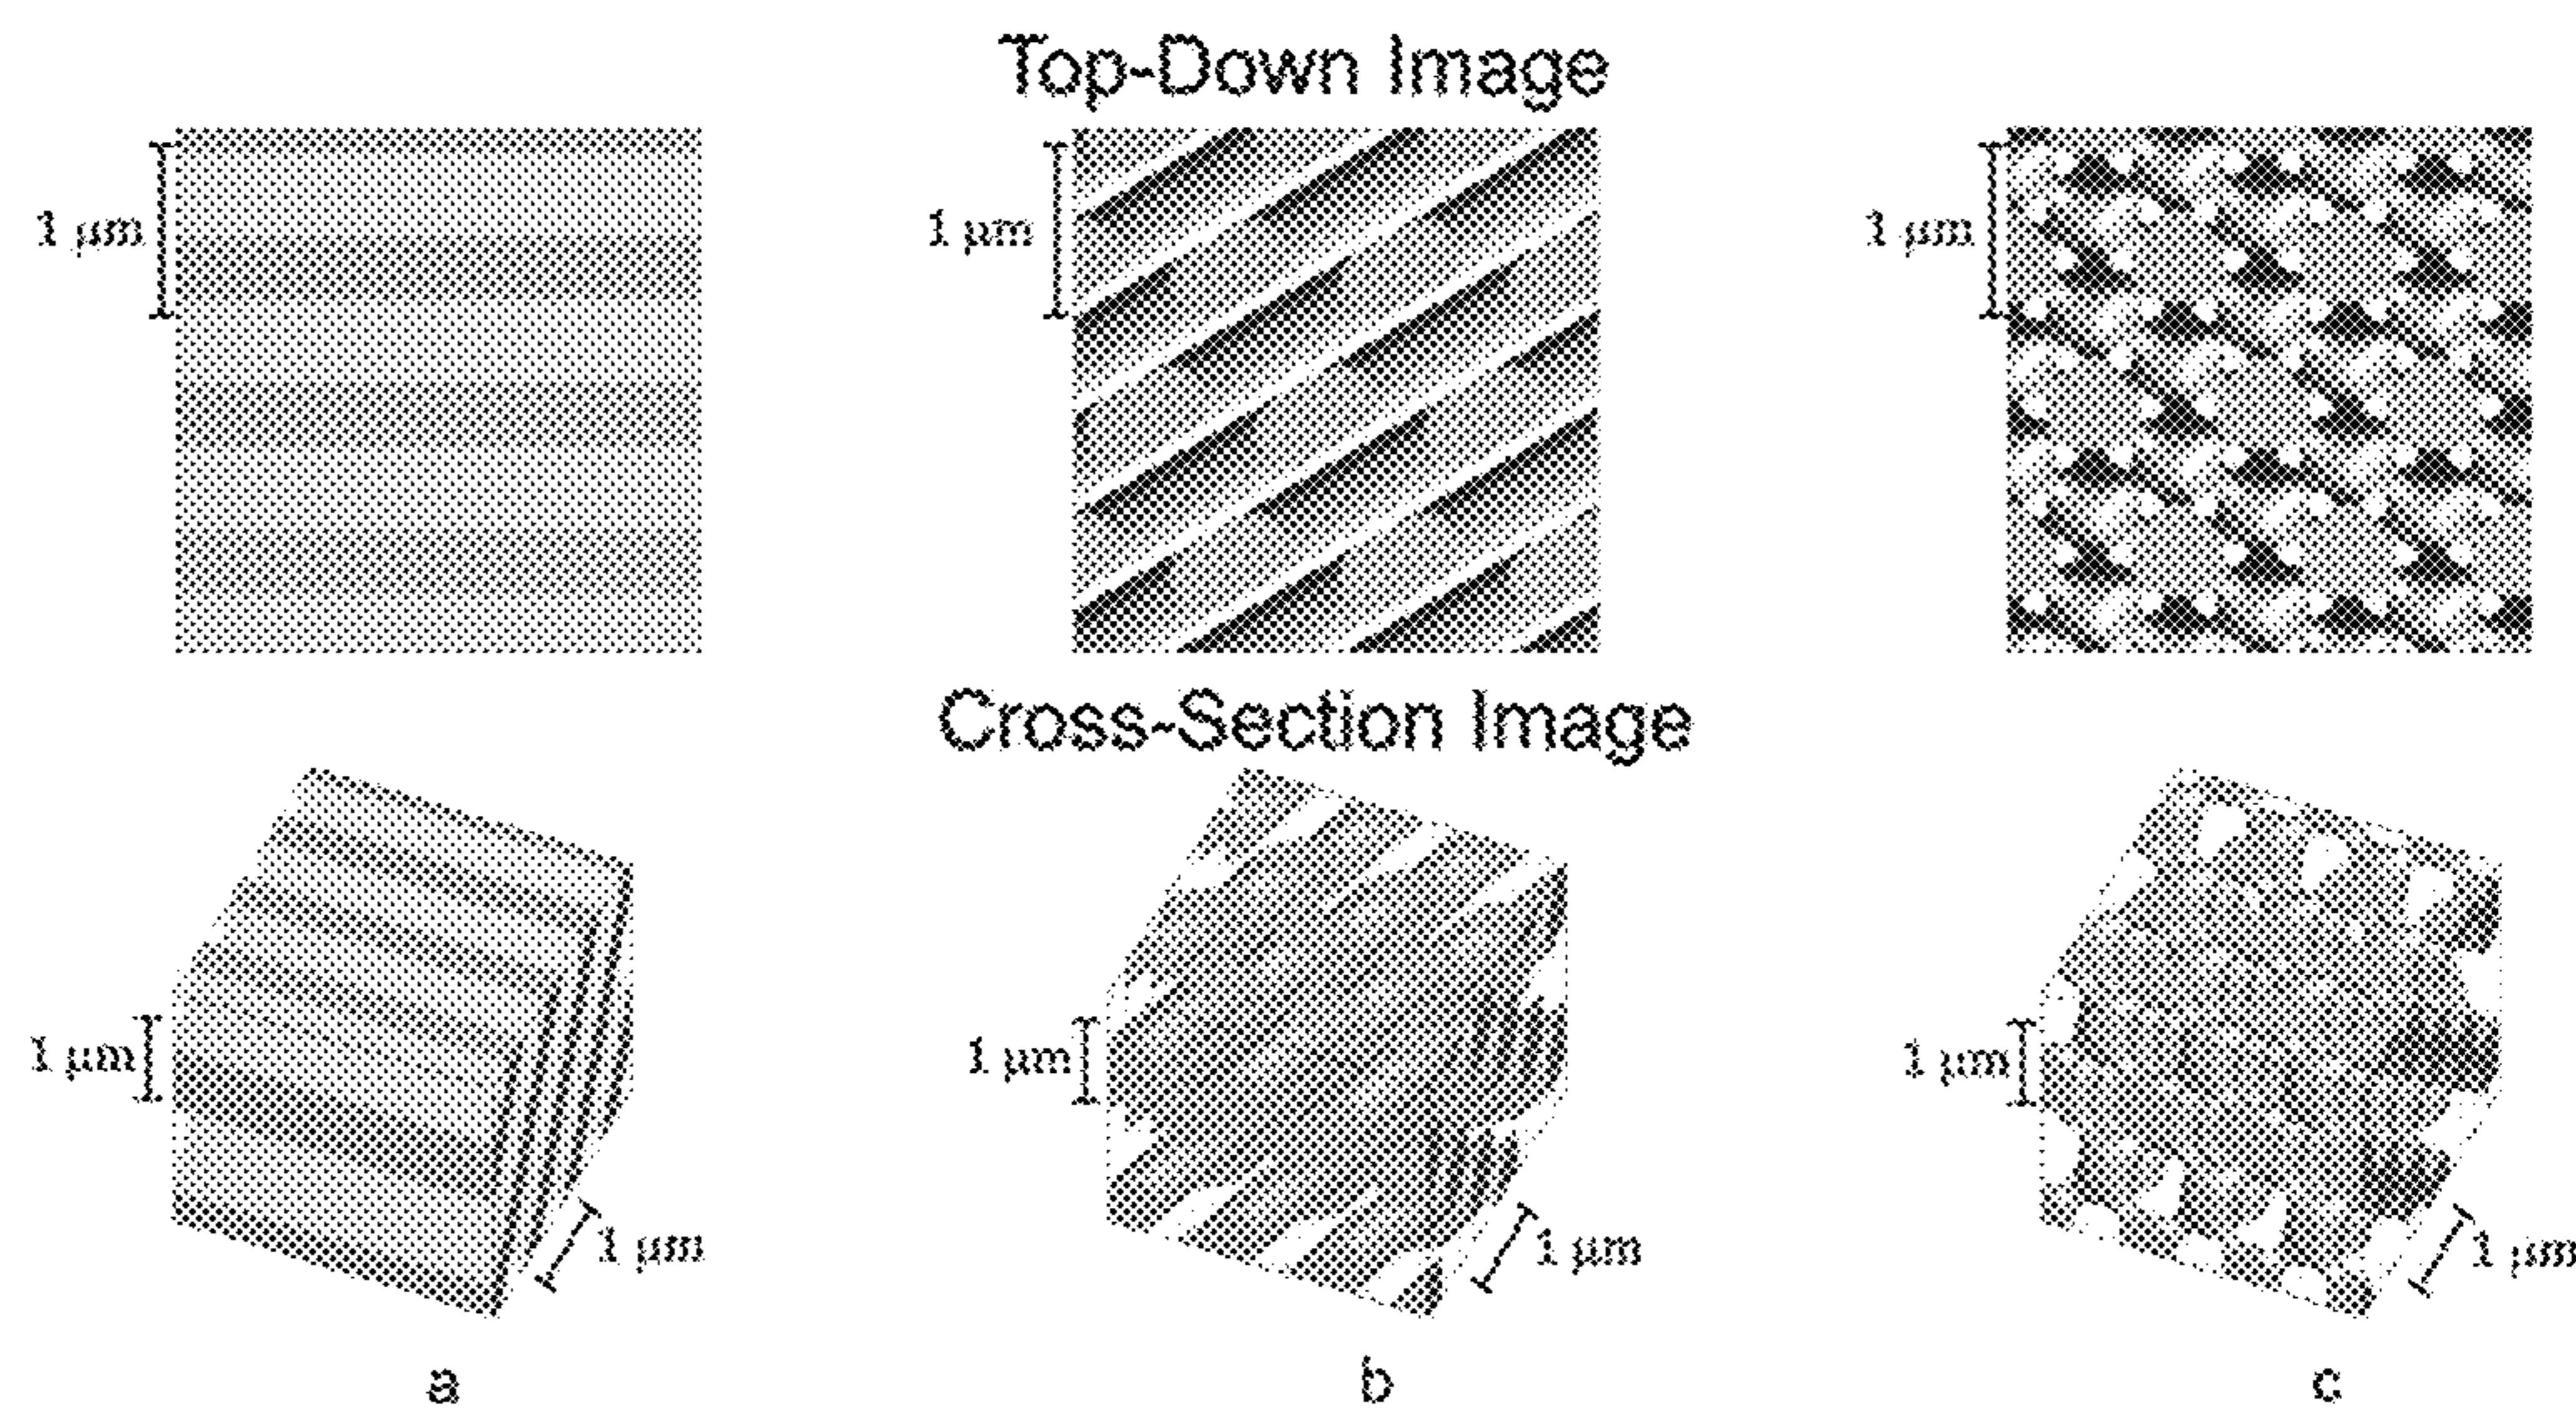 Top-Down Image
1 μm
1 μm
1 μm
Cross-Section Image
1 μm
1 μm
1 μm
1 μm
1 μm
1 μm
a
b
c